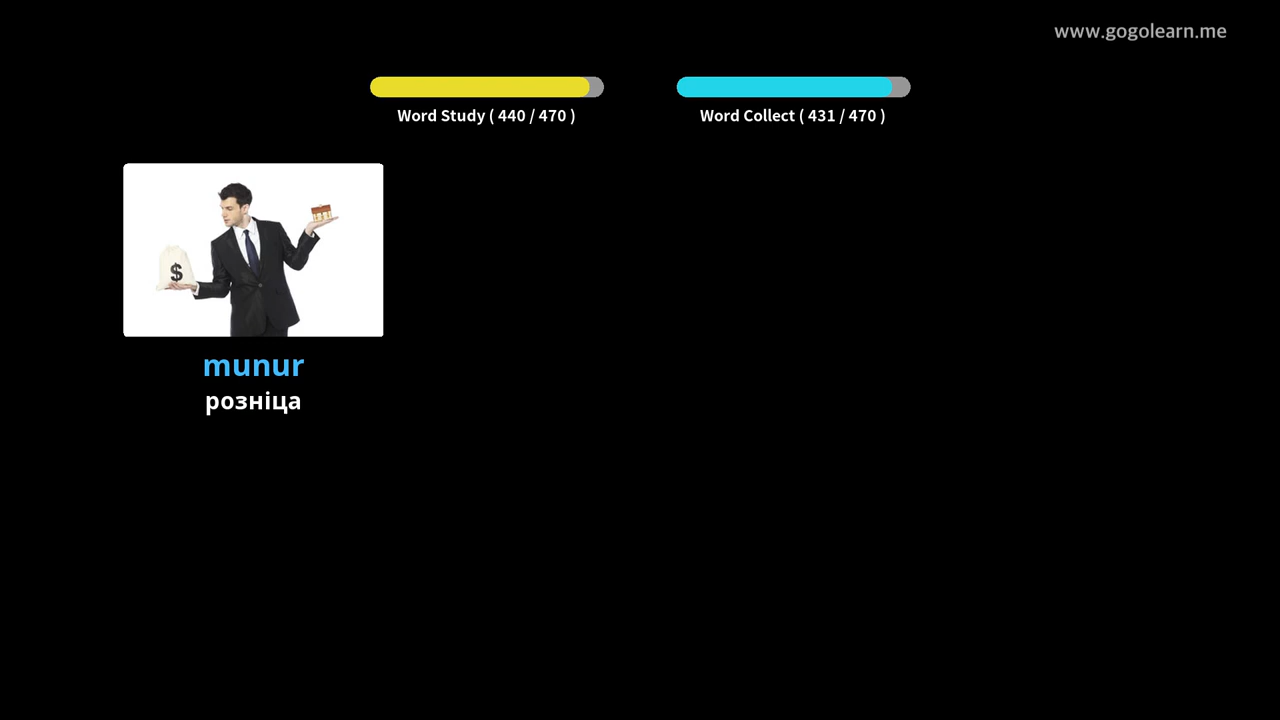 www.gogolearn.me
Word Study ( 440 / 470 )
Word Collect ( 431 / 470 )
$
munur
розніца